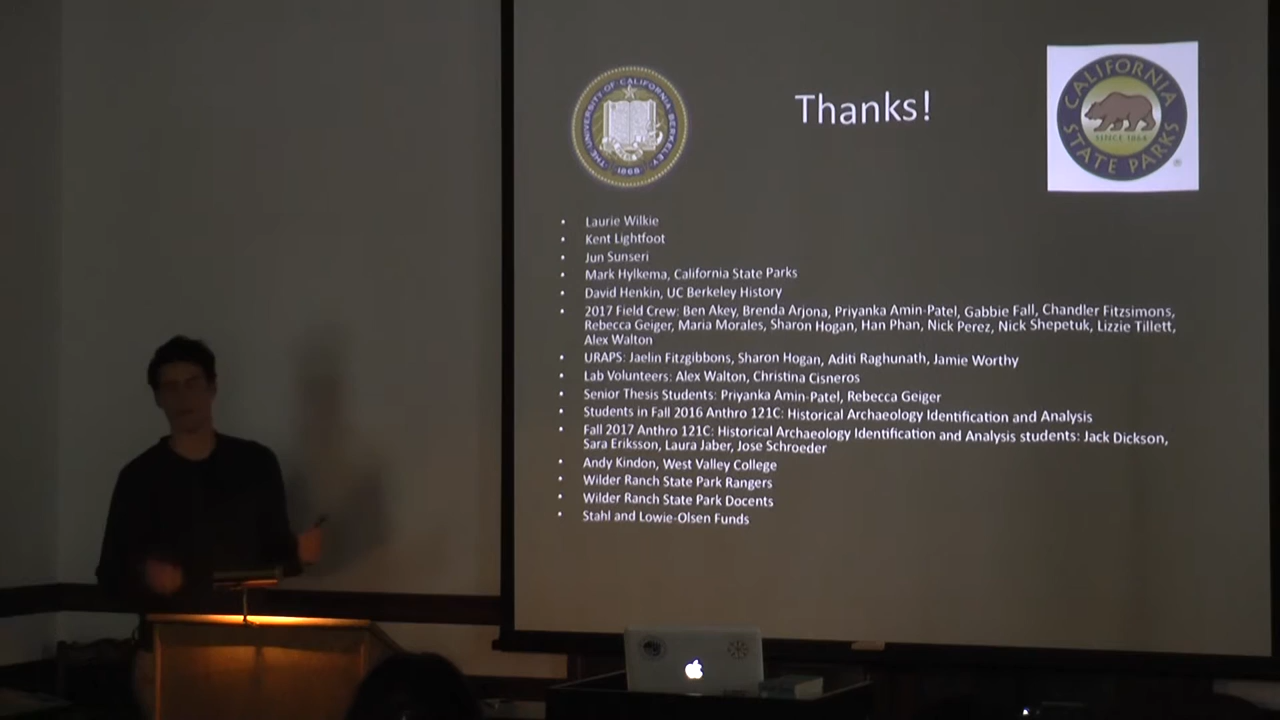 THE UNIVERSITY OF CALIFORNIA BERKELEY
1868
Thanks!
CALIFORNIA
SINCE 1864
STATE PARKS
®
• Laurie Wilkie
• Kent Lightfoot
• Jun Sunseri
• Mark Hylkema, California State Parks
• David Henkin, UC Berkeley History
• 2017 Field Crew: Ben Akey, Brenda Arjona, Priyanka Amin-Patel, Gabbie Fall, Chandler Fitzsimons,
Rebecca Geiger, Maria Morales, Sharon Hogan, Han Phan, Nick Perez, Nick Shepetuk, Lizzie Tillett,
Alex Walton
• URAPS: Jaelin Fitzgibbons, Sharon Hogan, Aditi Raghunath, Jamie Worthy
• Lab Volunteers: Alex Walton, Christina Cisneros
• Senior Thesis Students: Priyanka Amin-Patel, Rebecca Geiger
• Students in Fall 2016 Anthro 121C: Historical Archaeology Identification and Analysis
• Fall 2017 Anthro 121C: Historical Archaeology Identification and Analysis students: Jack Dickson,
Sara Eriksson, Laura Jaber, Jose Schroeder
• Andy Kindon, West Valley College
• Wilder Ranch State Park Rangers
• Wilder Ranch State Park Docents
• Stahl and Lowie-Olsen Funds